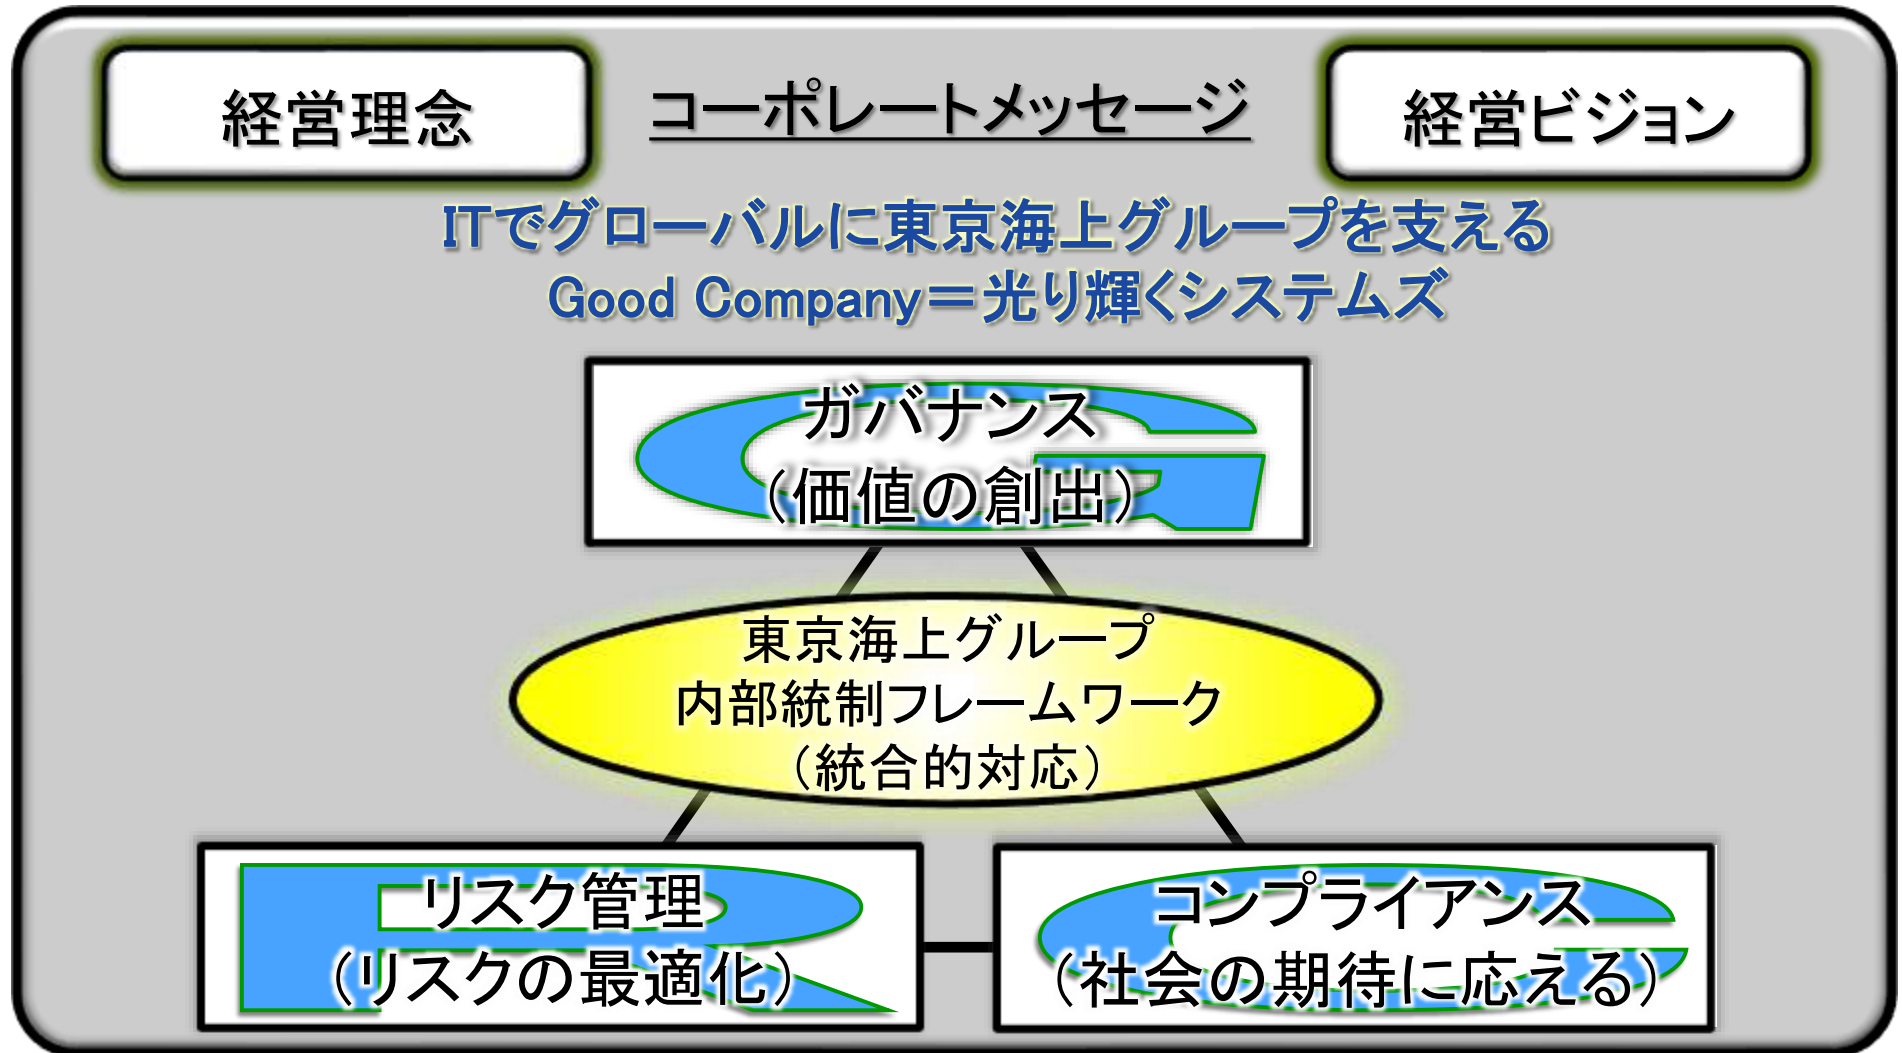 経営理念
コーポレートメッセージ
経営ビジョン
ITでグローバルに東京海上グループを支える
Good Company＝光り輝くシステムズ
G
ガバナンス
（価値の創出）
東京海上グループ
内部統制フレームワーク
（統合的対応）
R
リスク管理
（リスクの最適化）
C
コンプライアンス
（社会の期待に応える）